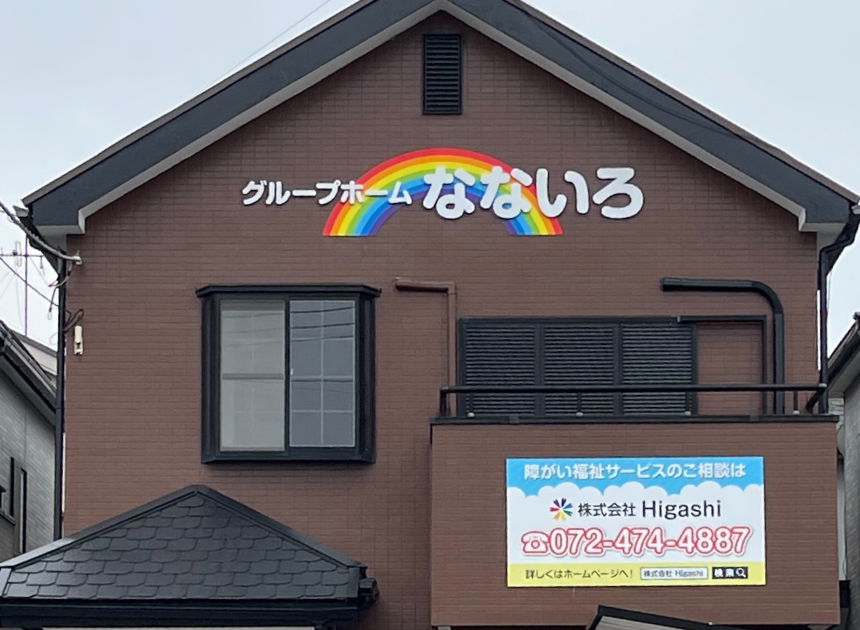 グループホーム なないろ
障がい福祉サービスのご相談は
株式会社 Higashi
☎072-474-4887
詳しくはホームページへ! 株式会社 Higashi 検索